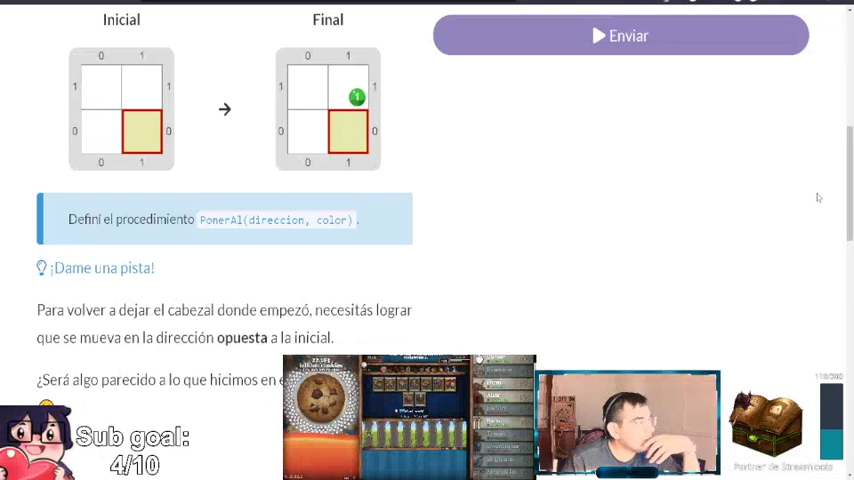 Inicial
Final
Enviar
0 1
0 1
1 1
1 1 1
0 0
0 0
0 1
0 1
Definí el procedimiento PonerAl(direccion, color).
¡Dame una pista!
Para volver a dejar el cabezal donde empezó, necesitás lograr
que se mueva en la dirección opuesta a la inicial.
¿Será algo parecido a lo que hicimos en e
Sub goal:
4/10
Partner de Streamloots